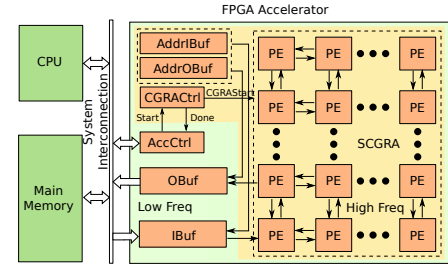 FPGA Accelerator
AddrIBuf
AddrOBuf
CPU
CGRACtrl
CGRAStart
Start
Done
AccCtrl
System
Interconnection
Main
Memory
OBuf
Low Freq
IBuf
PE
PE
PE
PE
PE
PE
SCGRA
PE
PE
PE
High Freq
PE
PE
PE